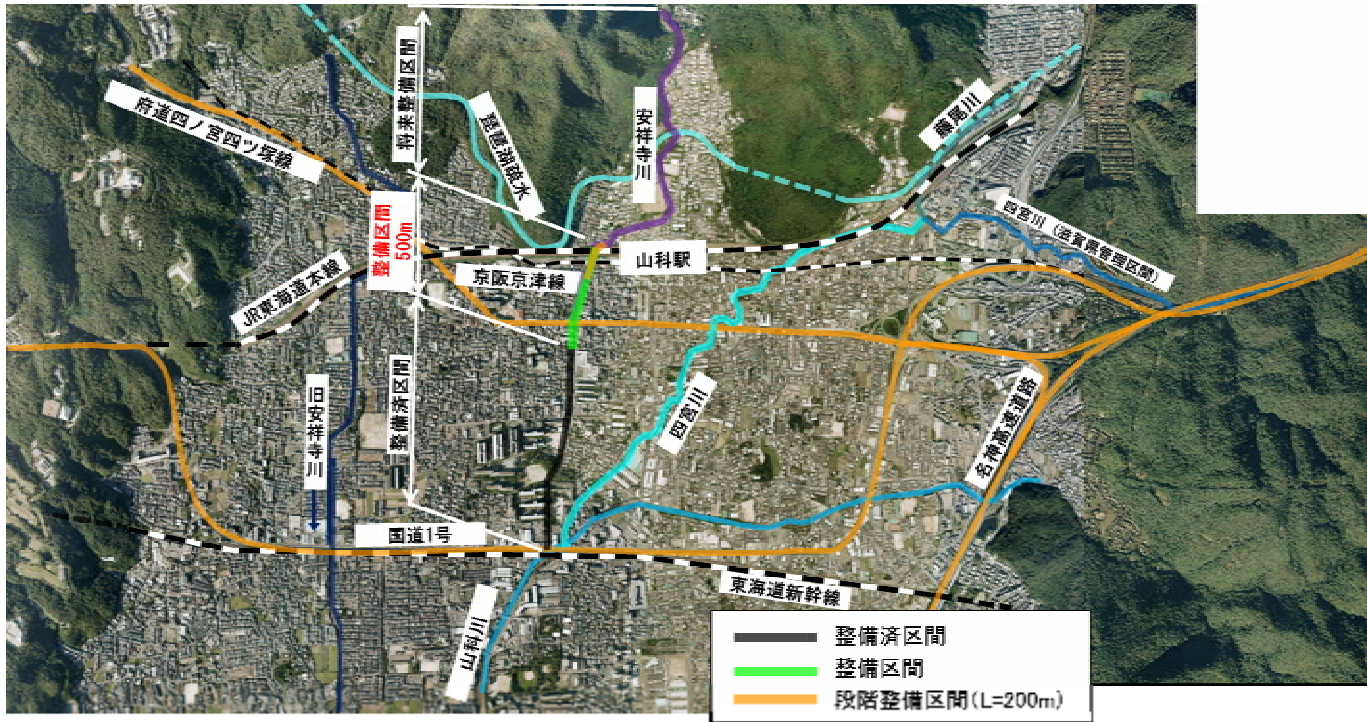 府道四ノ宮四ツ塚線
将来整備区間
琵琶湖疏水
安祥寺川
藤尾川
四宮川（滋賀県管理区間）
整備区間
500m
JR東海道本線
京阪京津線
山科駅
整備済区間
旧安祥寺川
四宮川
名神高速道路
国道1号
山科川
東海道新幹線
整備済区間
整備区間
段階整備区間(L=200m)